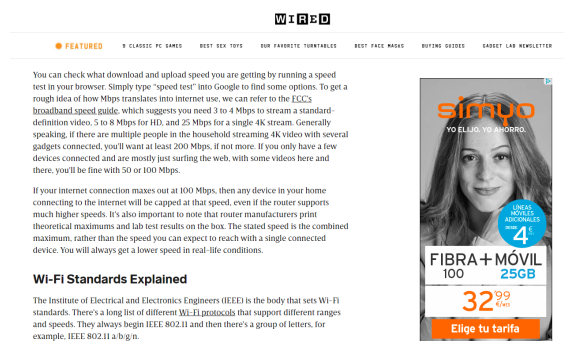 WIRED
FEATURED
8 CLASSIC PC GAMES
BEST SEX TOYS
OUR FAVORITE TURNTABLES
BEST FACE MASKS
BUYING GUIDES
GADGET LAB NEWSLETTER
You can check what download and upload speed you are getting by running a speed
test in your browser. Simply type "speed test" into Google to find some options. To get a
rough idea of how Mbps translates into internet use, we can refer to the FCC's
broadband speed guide, which suggests you need 3 to 4 Mbps to stream a standard-
definition video, 5 to 8 Mbps for HD, and 25 Mbps for a single 4K stream. Generally
speaking, if there are multiple people in the household streaming 4K video with several
gadgets connected, you'll want at least 200 Mbps, if not more. If you only have a few
devices connected and are mostly just surfing the web, with some videos here and
there, you'll be fine with 50 or 100 Mbps.
If your internet connection maxes out at 100 Mbps, then any device in your home
connecting to the internet will be capped at that speed, even if the router supports
much higher speeds. It's also important to note that router manufacturers print
theoretical maximums and lab test results on the box. The stated speed is the combined
maximum, rather than the speed you can expect to reach with a single connected
device. You will always get a lower speed in real-life conditions.
Wi-Fi Standards Explained
The Institute of Electrical and Electronics Engineers (IEEE) is the body that sets Wi-Fi
standards. There's a long list of different Wi-Fi protocols that support different ranges
and speeds. They always begin IEEE 802.11 and then there's a group of letters, for
example, IEEE 802.11 a/b/g/n.
simyo
YO ELIJO. YO AHORRO.
LÍNEAS
MÓVILES
ADICIONALES
DESDE 4€
FIBRA+MÓVIL
100 25GB
32'99
€/mes
Elige tu tarifa